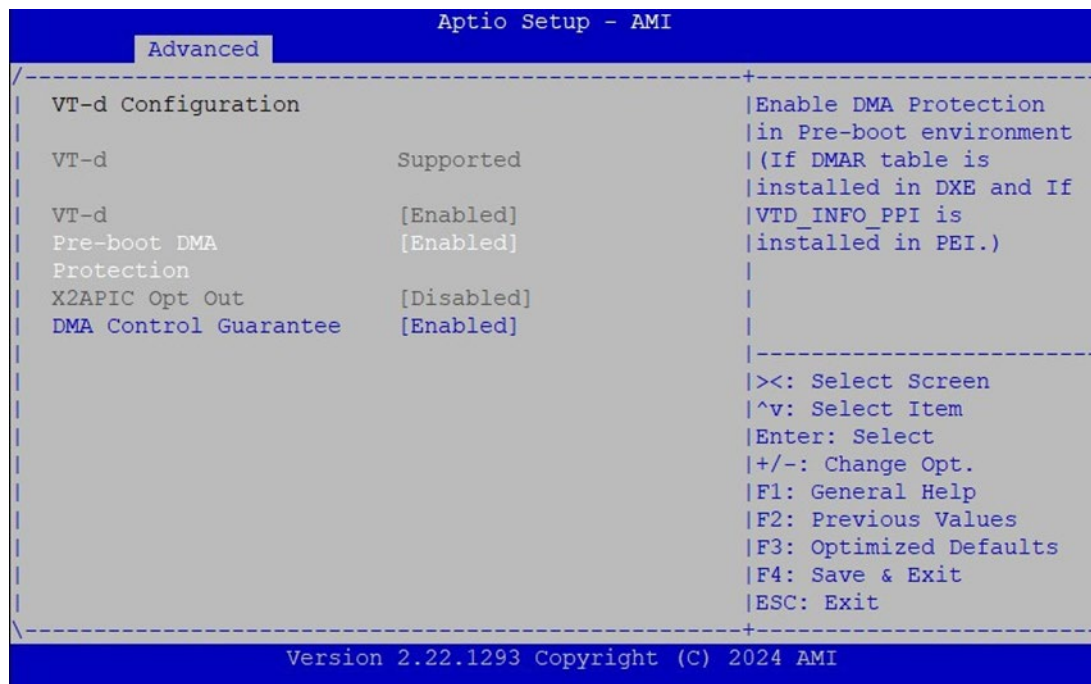 Aptio Setup - AMI
Advanced
VT-d Configuration
VT-d Supported
VT-d [Enabled]
Pre-boot DMA [Enabled]
Protection
X2APIC Opt Out [Disabled]
DMA Control Guarantee [Enabled]
Enable DMA Protection
in Pre-boot environment
(If DMAR table is
installed in DXE and If
VTD_INFO_PPI is
installed in PEI.)
><: Select Screen
^v: Select Item
Enter: Select
+/-: Change Opt.
F1: General Help
F2: Previous Values
F3: Optimized Defaults
F4: Save & Exit
ESC: Exit
Version 2.22.1293 Copyright (C) 2024 AMI